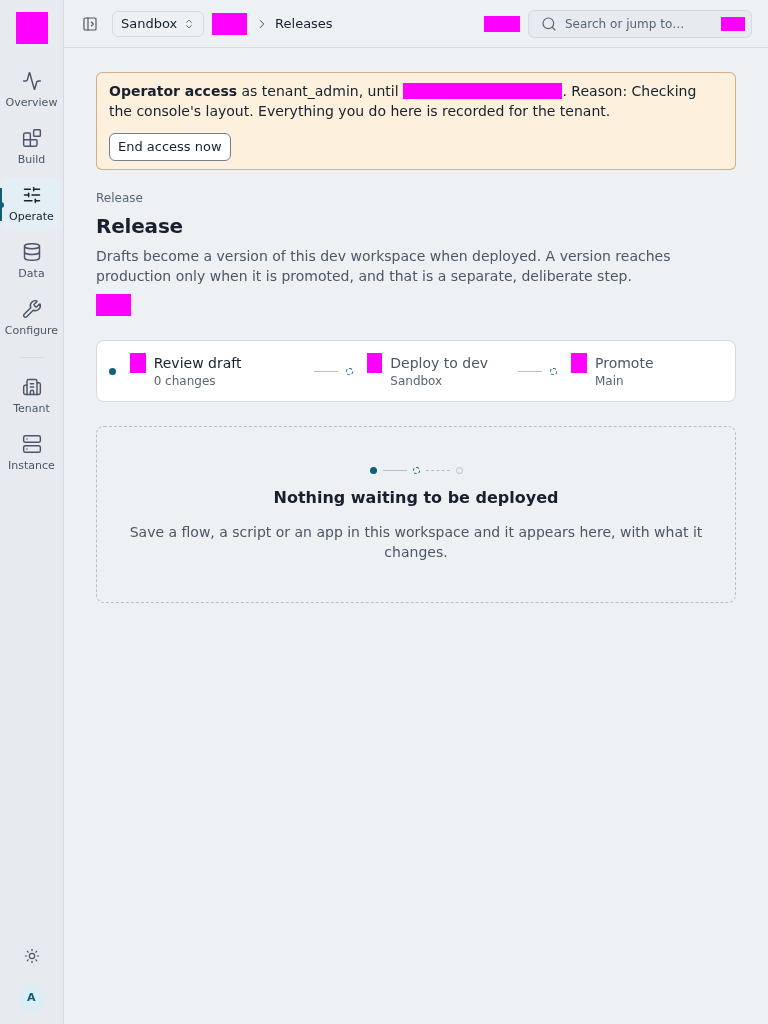 Sandbox
Releases
Search or jump to...
Overview
Build
Operate
Data
Configure
Tenant
Instance
A
Operator access as tenant_admin, until . Reason: Checking
the console's layout. Everything you do here is recorded for the tenant.
End access now
Release
Release
Drafts become a version of this dev workspace when deployed. A version reaches
production only when it is promoted, and that is a separate, deliberate step.
Review draft
0 changes
Deploy to dev
Sandbox
Promote
Main
Nothing waiting to be deployed
Save a flow, a script or an app in this workspace and it appears here, with what it
changes.